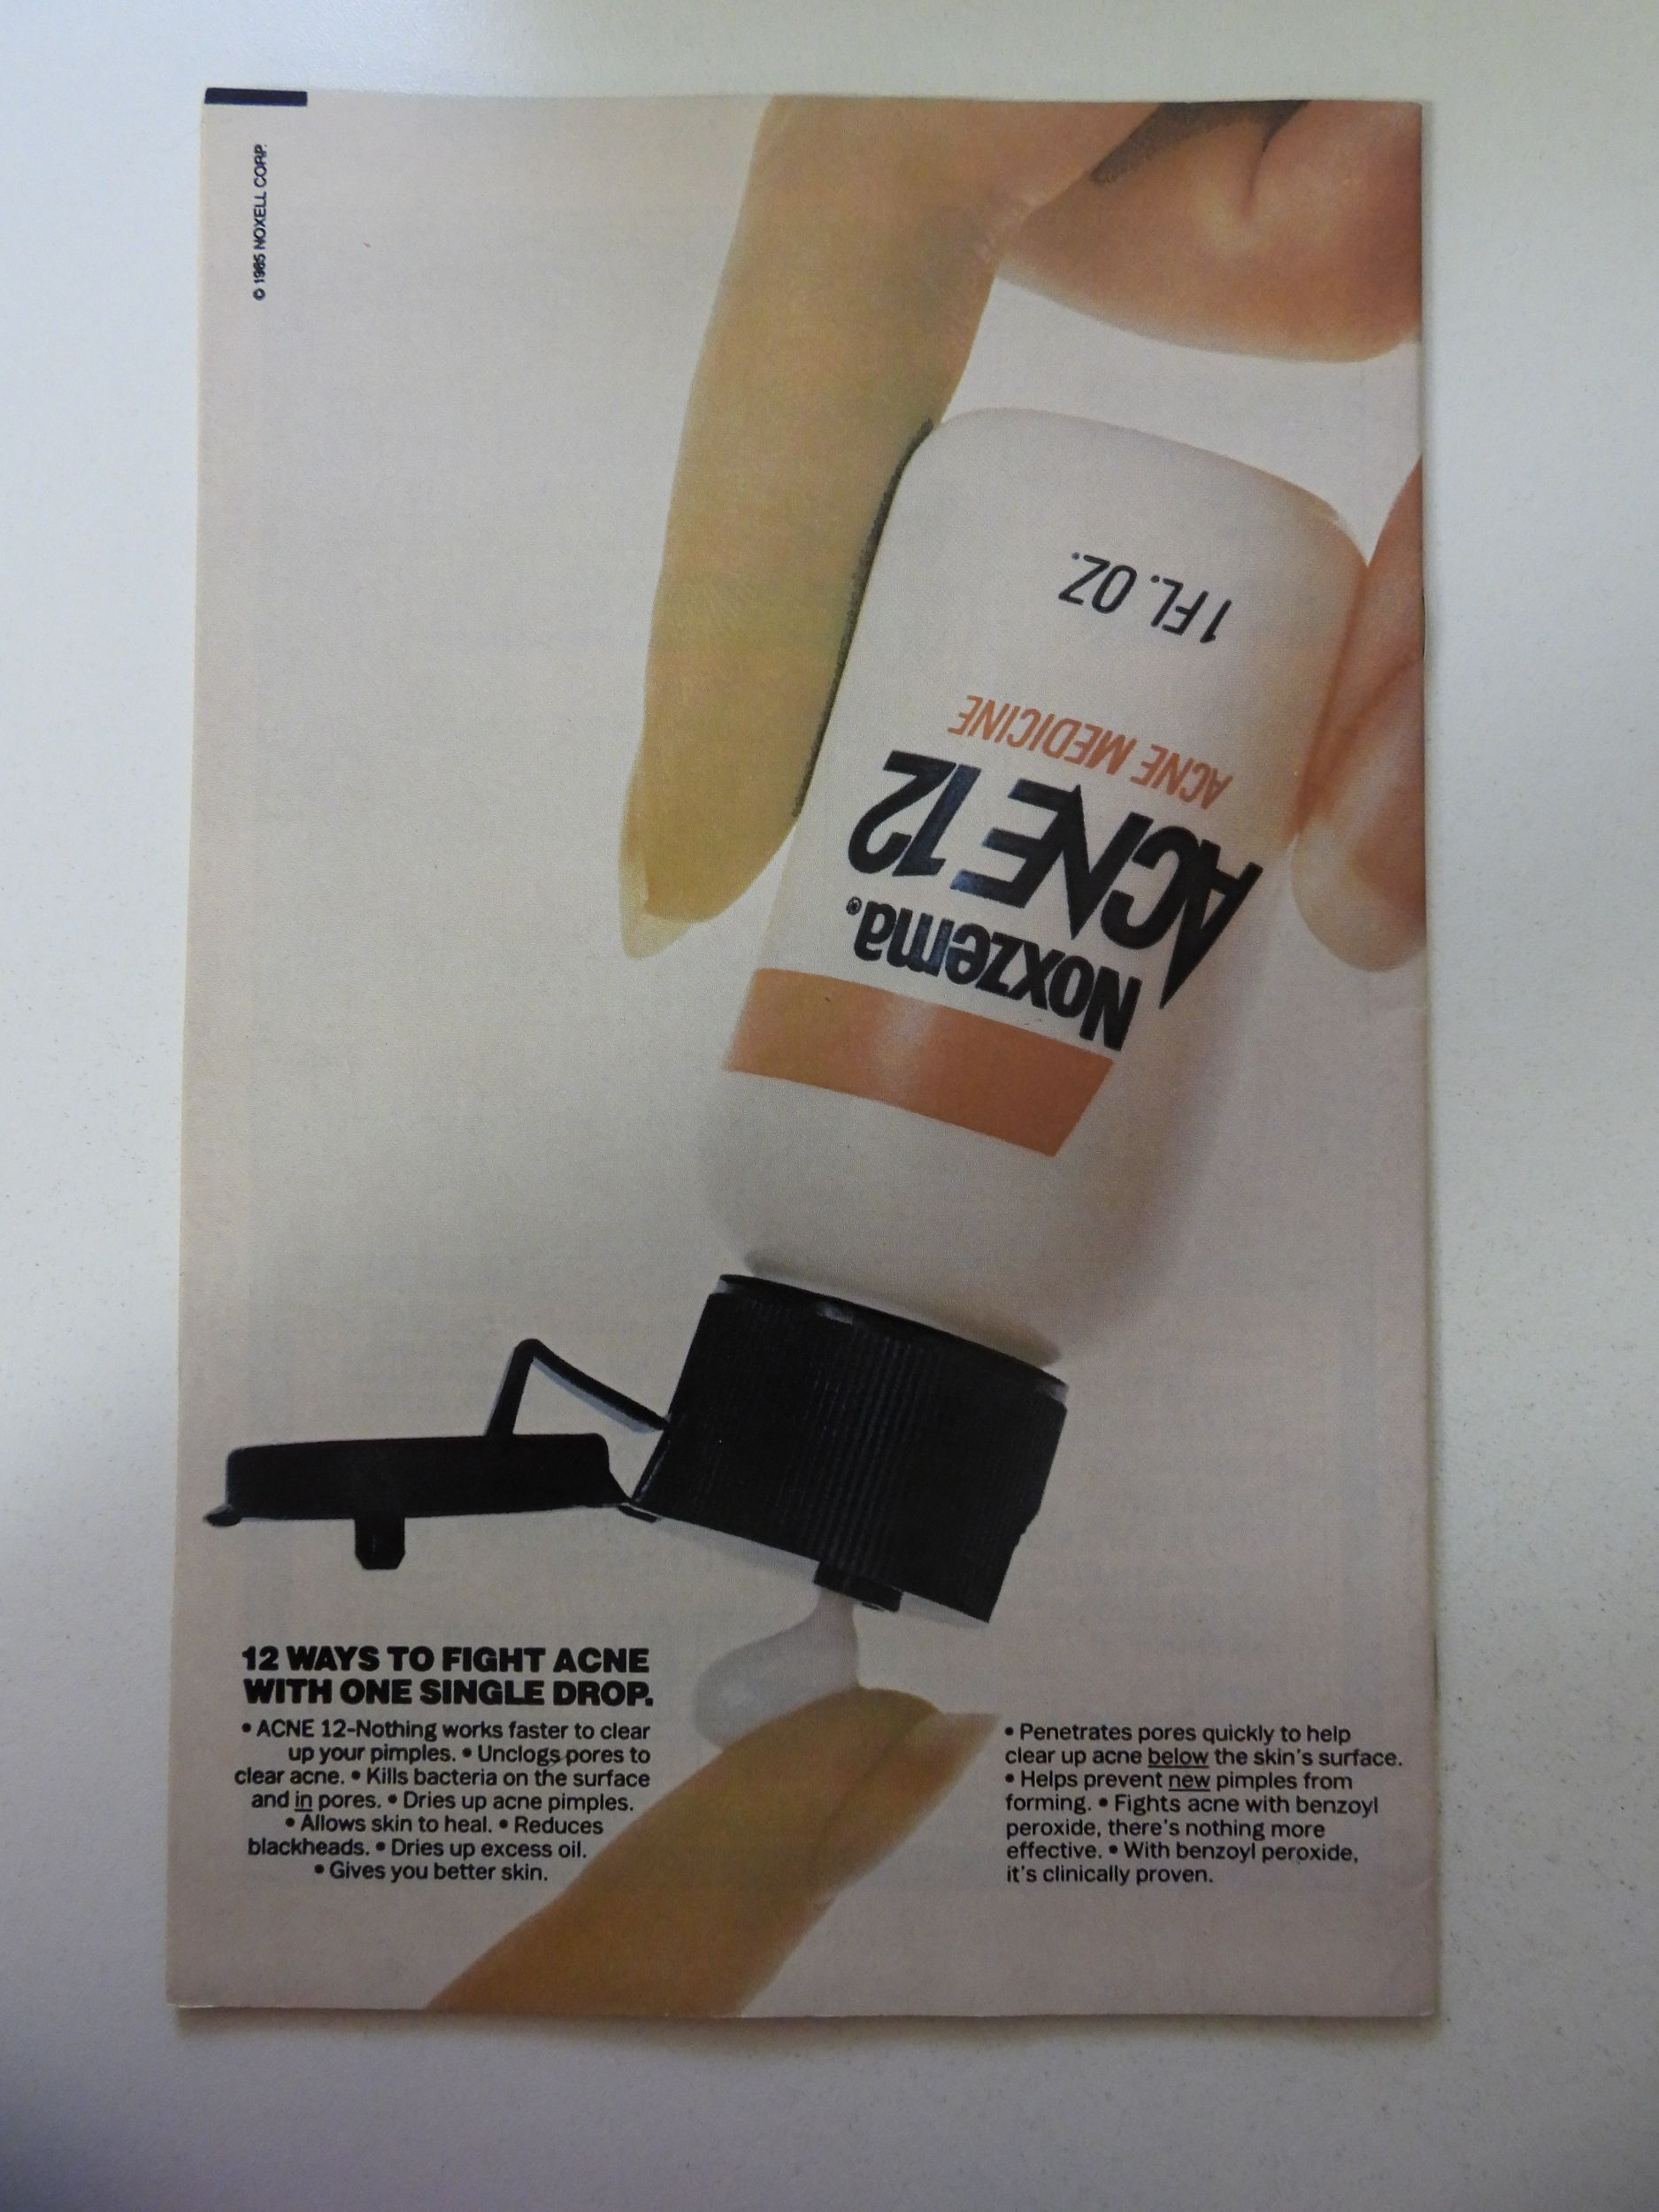 © 1985 NOXELL CORP.
1 FL. OZ.
ACNE MEDICINE
ACNE 12
Noxzema®
12 WAYS TO FIGHT ACNE
WITH ONE SINGLE DROP.
• ACNE 12-Nothing works faster to clear
up your pimples. • Unclogs pores to
clear acne. • Kills bacteria on the surface
and in pores. • Dries up acne pimples.
• Allows skin to heal. • Reduces
blackheads. • Dries up excess oil.
• Gives you better skin.
• Penetrates pores quickly to help
clear up acne below the skin's surface.
• Helps prevent new pimples from
forming. • Fights acne with benzoyl
peroxide, there's nothing more
effective. • With benzoyl peroxide,
it's clinically proven.